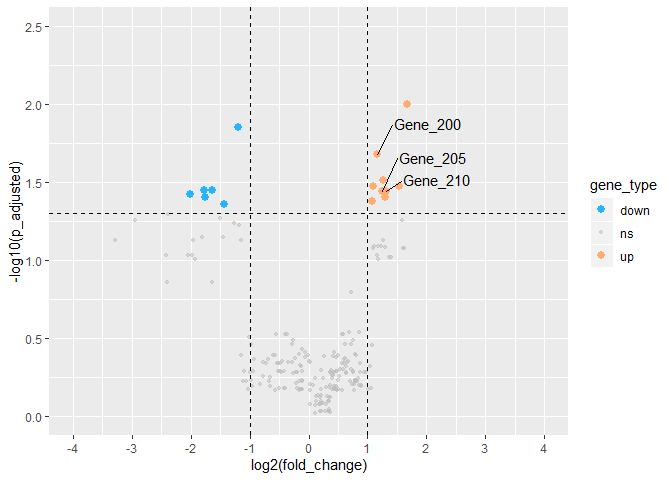 2.5
2.0
1.5
1.0
0.5
0.0
-log10(p_adjusted)
Gene_200
Gene_205
Gene_210
-4 -3 -2 -1 0 1 2 3 4
log2(fold_change)
gene_type
down
ns
up